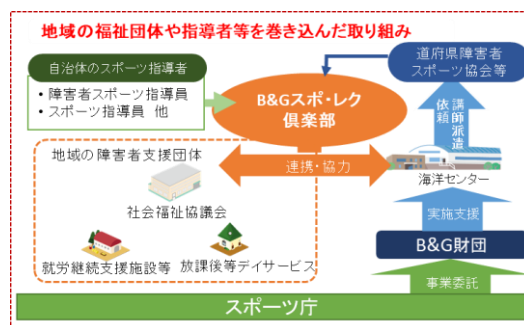 地域の福祉団体や指導者等を巻き込んだ取り組み
自治体のスポーツ指導者
• 障害者スポーツ指導員
• スポーツ指導員 他
B&Gスポ・レク
倶楽部
道府県障害者
スポーツ協会等
講師派遣
依頼
地域の障害者支援団体
連携・協力
海洋センター
社会福祉協議会
実施支援
就労継続支援施設等
放課後等デイサービス
B&G財団
事業委託
スポーツ庁